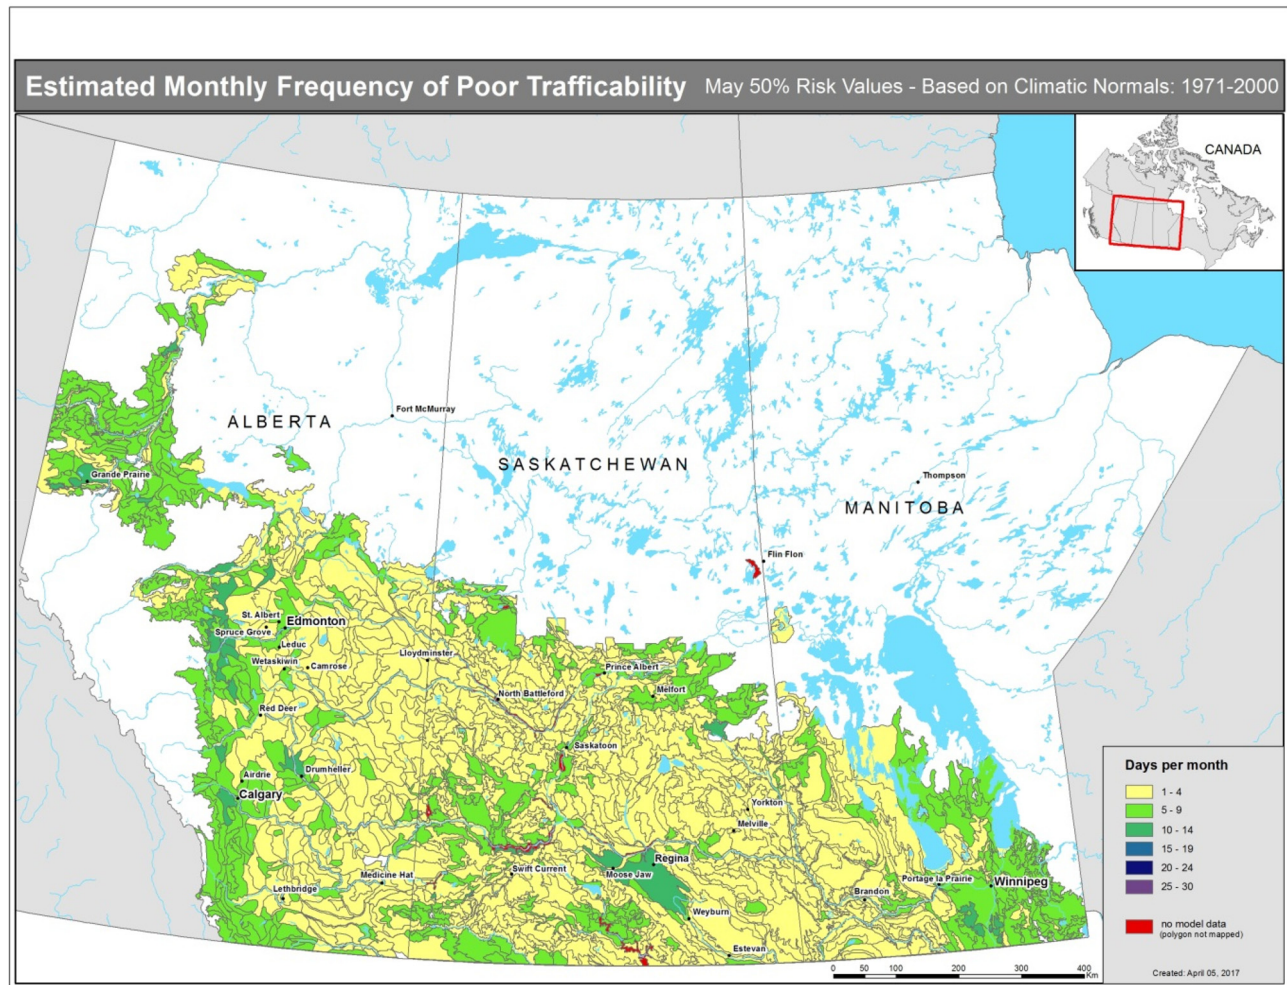 Estimated Monthly Frequency of Poor Trafficability May 50% Risk Values - Based on Climatic Normals: 1971-2000
CANADA
ALBERTA
Fort McMurray
SASKATCHEWAN
Grande Prairie
Thompson
MANITOBA
Flin Flon
St. Albert
Edmonton
Spruce Grove
Leduc
Wetaskiwin
Camrose
Lloydminster
Prince Albert
North Battleford
Melfort
Red Deer
Saskatoon
Airdrie
Drumheller
Calgary
Yorkton
Melville
Regina
Medicine Hat
Swift Current
Moose Jaw
Lethbridge
Brandon
Portage la Prairie
Winnipeg
Weyburn
Estevan
Days per month
1 - 4
5 - 9
10 - 14
15 - 19
20 - 24
25 - 30
no model data
(polygon not mapped)
0 50 100 200 300 400
Km
Created: April 05, 2017